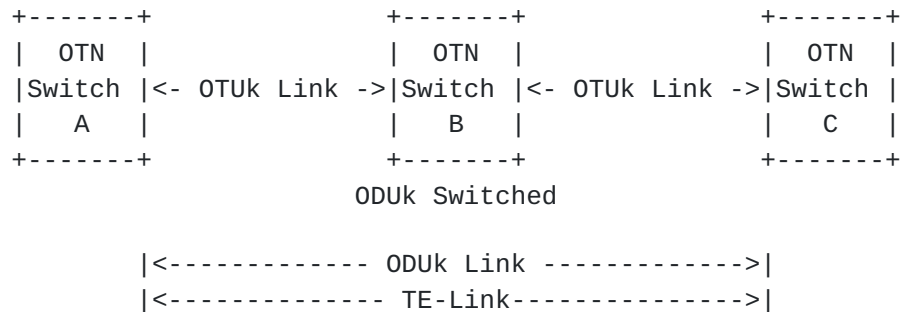 +-------+ +-------+ +-------+
| OTN | | OTN | | OTN |
|Switch |<- OTUk Link ->|Switch |<- OTUk Link ->|Switch |
| A | | B | | C |
+-------+ +-------+ +-------+
ODUk Switched
|<------------- ODUk Link ------------->|
|<-------------- TE-Link--------------->|